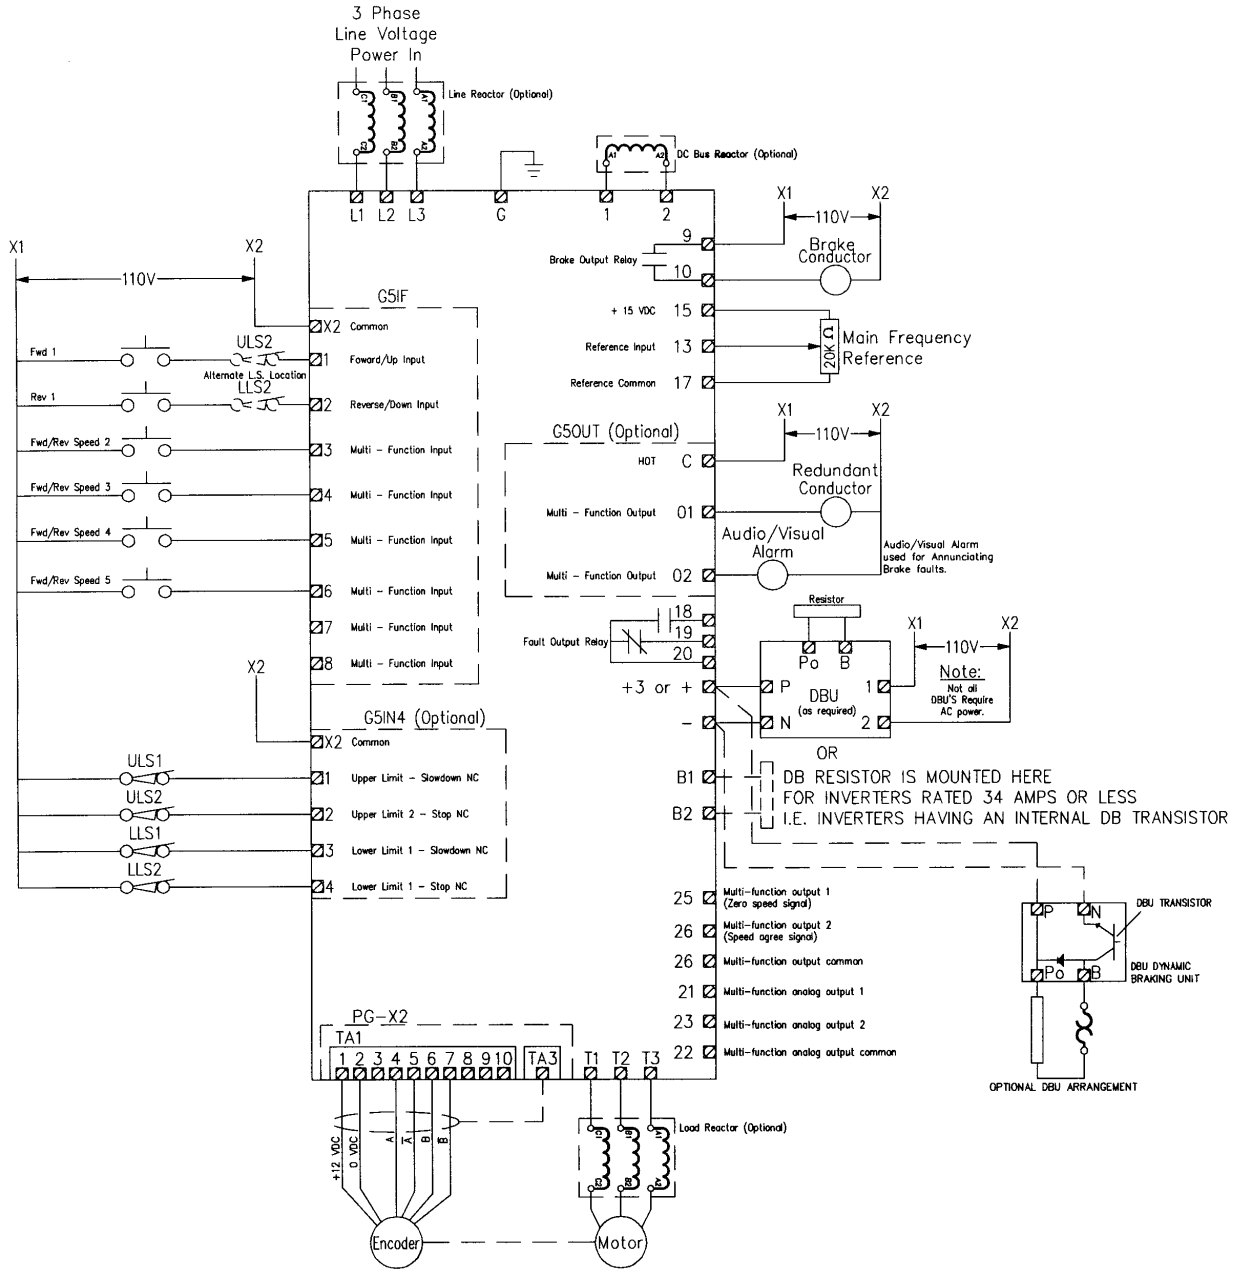 3 Phase
Line Voltage
Power In
C1 B1 A1
Line Reactor (Optional)
C2 B2 A2
A1 A2
DC Bus Reactor (Optional)
L1 L2 L3 G 1 2
X1 X2
110V
9
Brake Output Relay
10
Brake
Conductor
X1 X2
110V
G5IF
X2 Common
Fwd 1
ULS2
1 Foward/Up Input
Alternate L.S. Location
Rev 1
LLS2
2 Reverse/Down Input
Fwd/Rev Speed 2
3 Multi - Function Input
Fwd/Rev Speed 3
4 Multi - Function Input
Fwd/Rev Speed 4
5 Multi - Function Input
Fwd/Rev Speed 5
6 Multi - Function Input
7 Multi - Function Input
8 Multi - Function Input
+ 15 VDC 15
Reference Input 13
Reference Common 17
20K Ω
Main Frequency
Reference
X1 X2
110V
G5OUT (Optional)
HOT C
Redundant
Conductor
Multi - Function Output 01
Audio/Visual
Alarm
Audio/Visual Alarm
used for Annunciating
Brake faults.
Multi - Function Output 02
18
Fault Output Relay 19
20
Resistor
X1 X2
110V
Po B
+3 or +
P
DBU
(as required)
1
Note:
Not all
DBU'S Require
AC power.
-
N
2
X2
G5IN4 (Optional)
X2 Common
ULS1
1 Upper Limit - Slowdown NC
ULS2
2 Upper Limit 2 - Stop NC
LLS1
3 Lower Limit 1 - Slowdown NC
LLS2
4 Lower Limit 1 - Stop NC
OR
B1
B2
DB RESISTOR IS MOUNTED HERE
FOR INVERTERS RATED 34 AMPS OR LESS
I.E. INVERTERS HAVING AN INTERNAL DB TRANSISTOR
25 Multi-function output 1
(Zero speed signal)
26 Multi-function output 2
(Speed agree signal)
26 Multi-function output common
21 Multi-function analog output 1
23 Multi-function analog output 2
22 Multi-function analog output common
P N
DBU TRANSISTOR
Po B
DBU DYNAMIC
BRAKING UNIT
OPTIONAL DBU ARRANGEMENT
PG-X2
TA1
1 2 3 4 5 6 7 8 9 10
TA3
T1 T2 T3
+12 VDC
0 VDC
A
A̅
B
B̅
C1 B1 A1
Load Reactor (Optional)
C2 B2 A2
Encoder
Motor